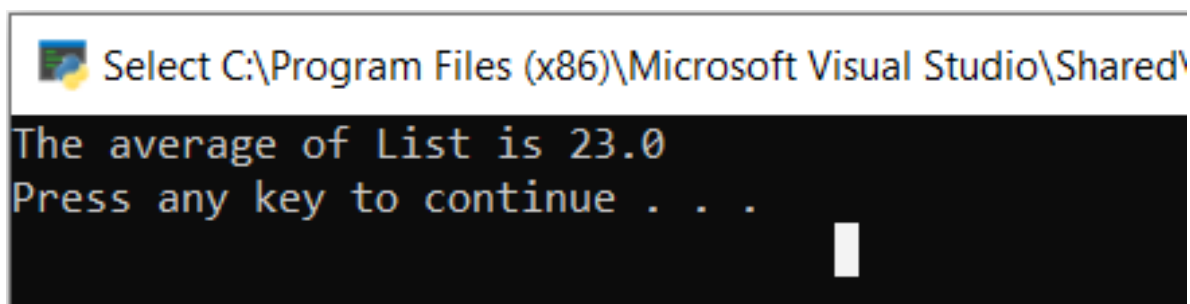 Select C:\Program Files (x86)\Microsoft Visual Studio\Shared\
The average of List is 23.0
Press any key to continue . . .